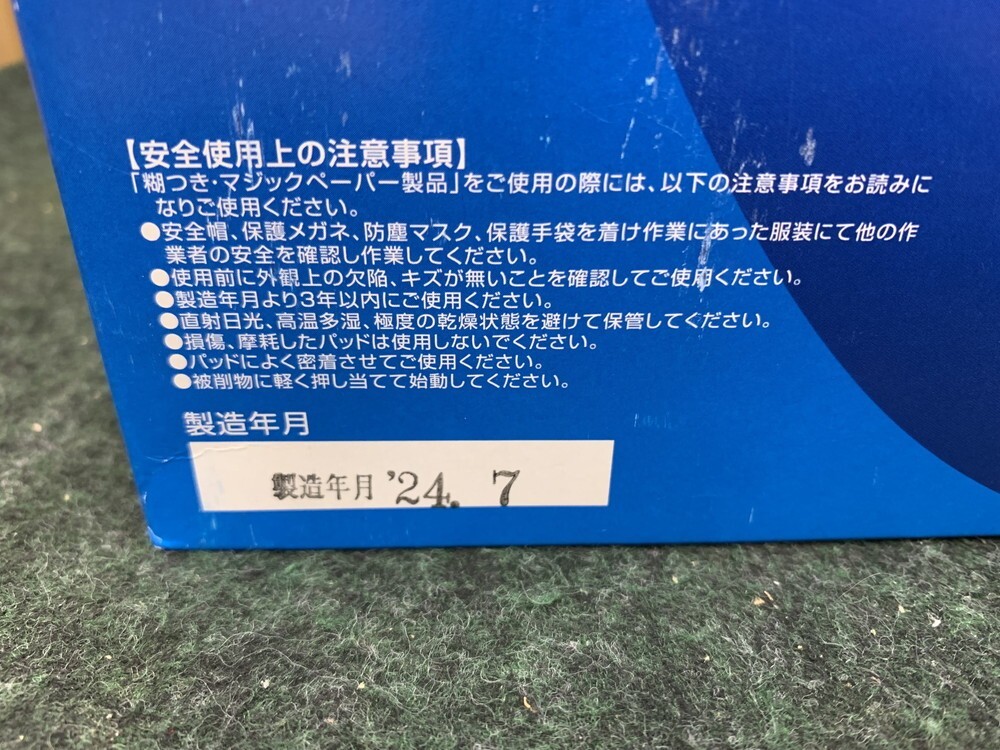 【安全使用上の注意事項】
「糊つき・マジックペーパー製品」をご使用の際には、以下の注意事項をお読みに
なりご使用ください。
●安全帽、保護メガネ、防塵マスク、保護手袋を着け作業にあった服装にて他の作
業者の安全を確認し作業してください。
●使用前に外観上の欠陥、キズが無いことを確認してご使用ください。
●製造年月より3年以内にご使用ください。
●直射日光、高温多湿、極度の乾燥状態を避けて保管してください。
●損傷、摩耗したパッドは使用しないでください。
●パッドによく密着させてご使用ください。
●被削物に軽く押し当てて始動してください。
製造年月
製造年月 '24. 7